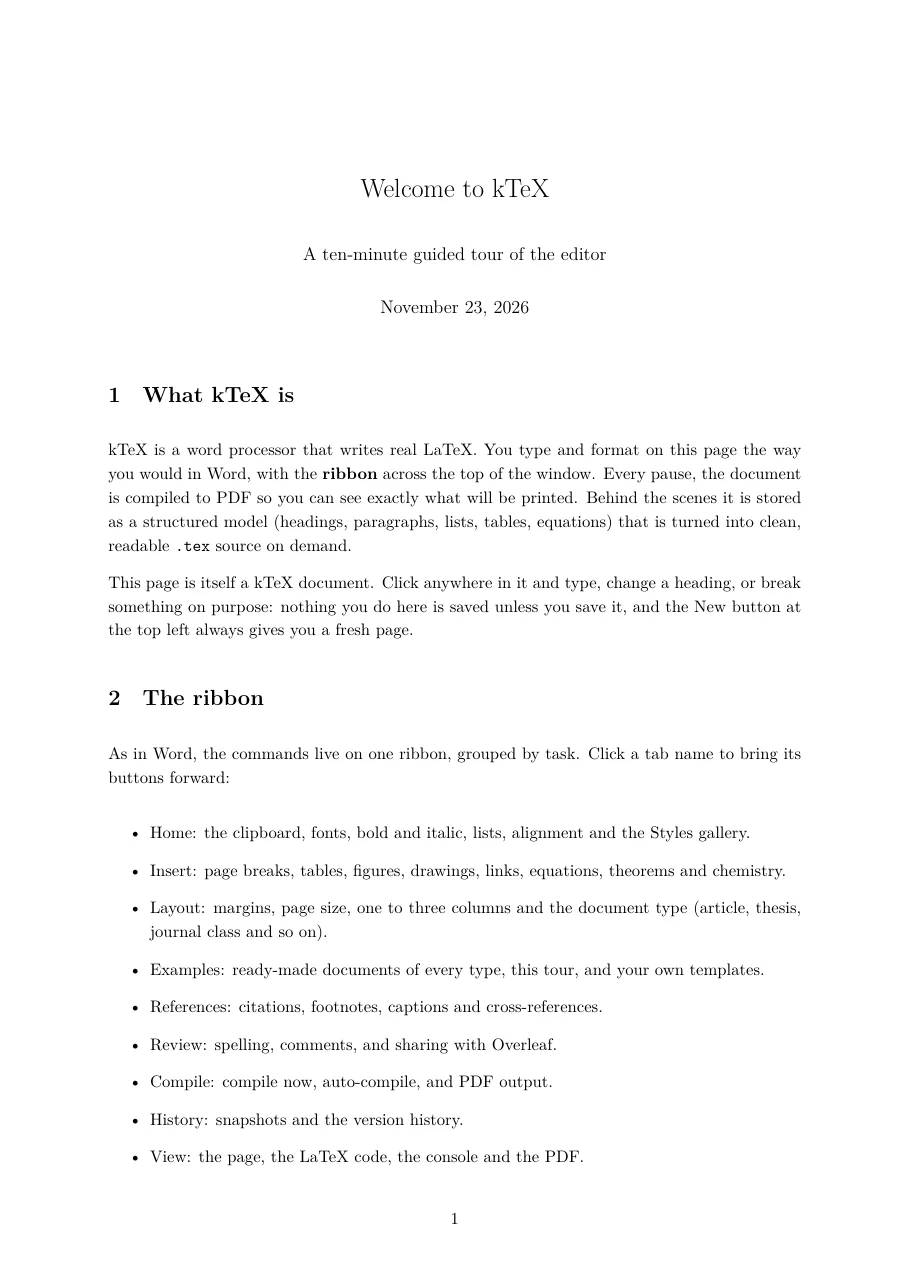 Welcome to kTeX
A ten-minute guided tour of the editor
November 23, 2026
1 What kTeX is
kTeX is a word processor that writes real LaTeX. You type and format on this page the way
you would in Word, with the ribbon across the top of the window. Every pause, the document
is compiled to PDF so you can see exactly what will be printed. Behind the scenes it is stored
as a structured model (headings, paragraphs, lists, tables, equations) that is turned into clean,
readable .tex source on demand.
This page is itself a kTeX document. Click anywhere in it and type, change a heading, or break
something on purpose: nothing you do here is saved unless you save it, and the New button at
the top left always gives you a fresh page.
2 The ribbon
As in Word, the commands live on one ribbon, grouped by task. Click a tab name to bring its
buttons forward:
• Home: the clipboard, fonts, bold and italic, lists, alignment and the Styles gallery.
• Insert: page breaks, tables, figures, drawings, links, equations, theorems and chemistry.
• Layout: margins, page size, one to three columns and the document type (article, thesis,
journal class and so on).
• Examples: ready-made documents of every type, this tour, and your own templates.
• References: citations, footnotes, captions and cross-references.
• Review: spelling, comments, and sharing with Overleaf.
• Compile: compile now, auto-compile, and PDF output.
• History: snapshots and the version history.
• View: the page, the LaTeX code, the console and the PDF.
1